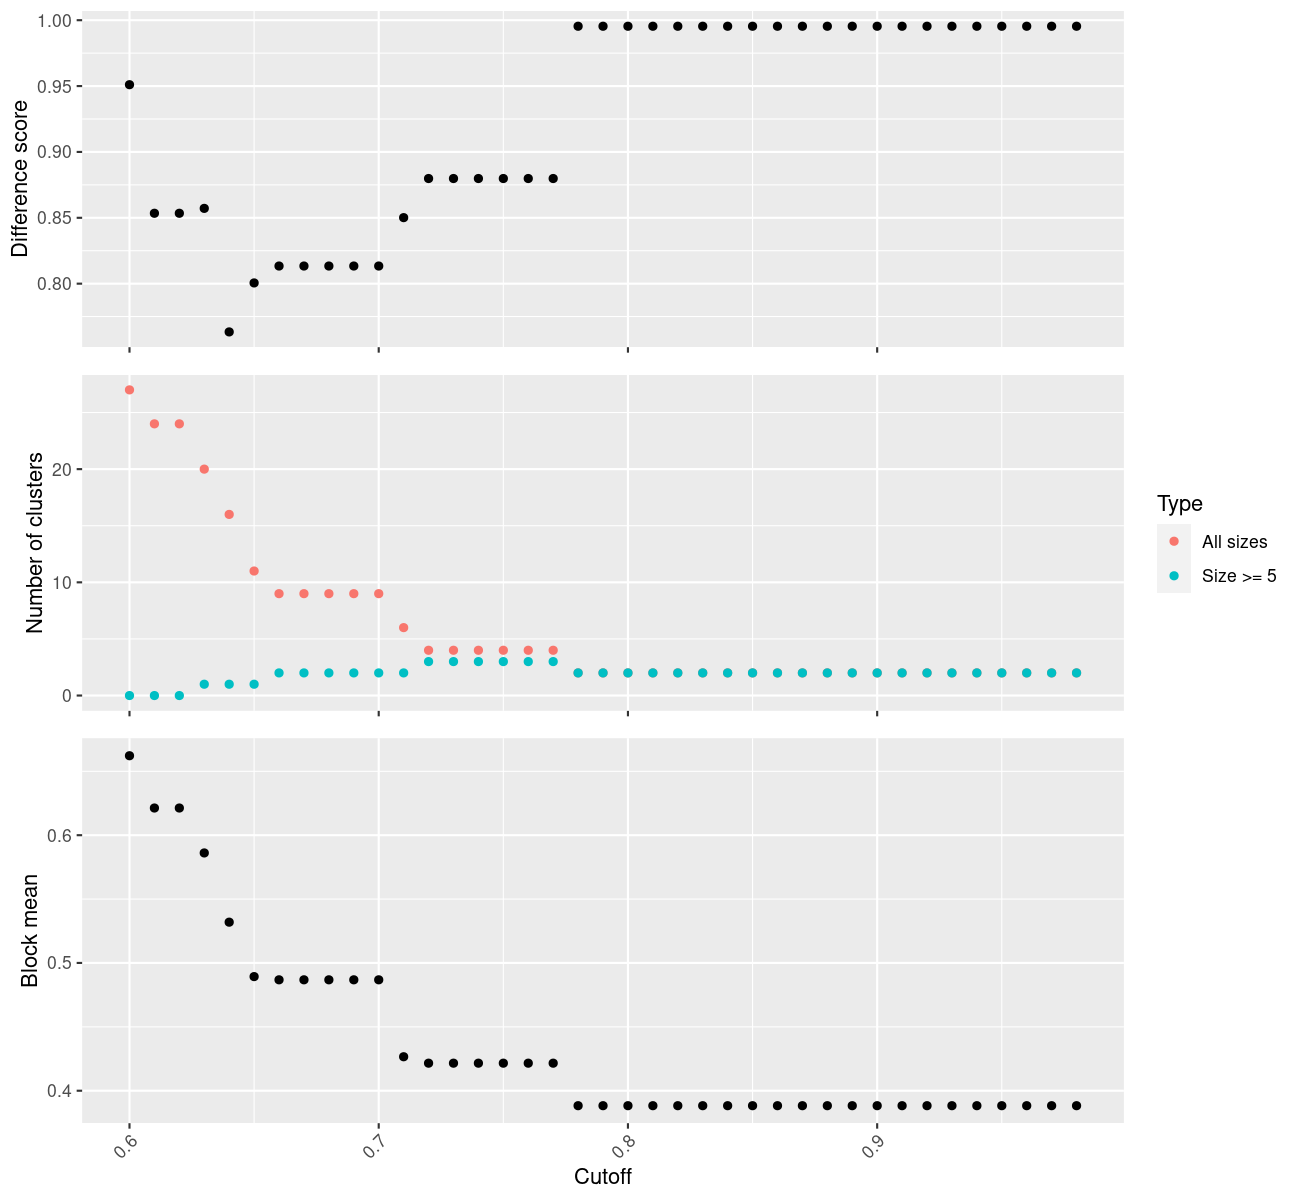 1.00
0.95
0.90
0.85
0.80
Difference score
20
10
0
Number of clusters
Type
All sizes
Size >= 5
0.6
0.5
0.4
Block mean
0.6
0.7
0.8
0.9
Cutoff